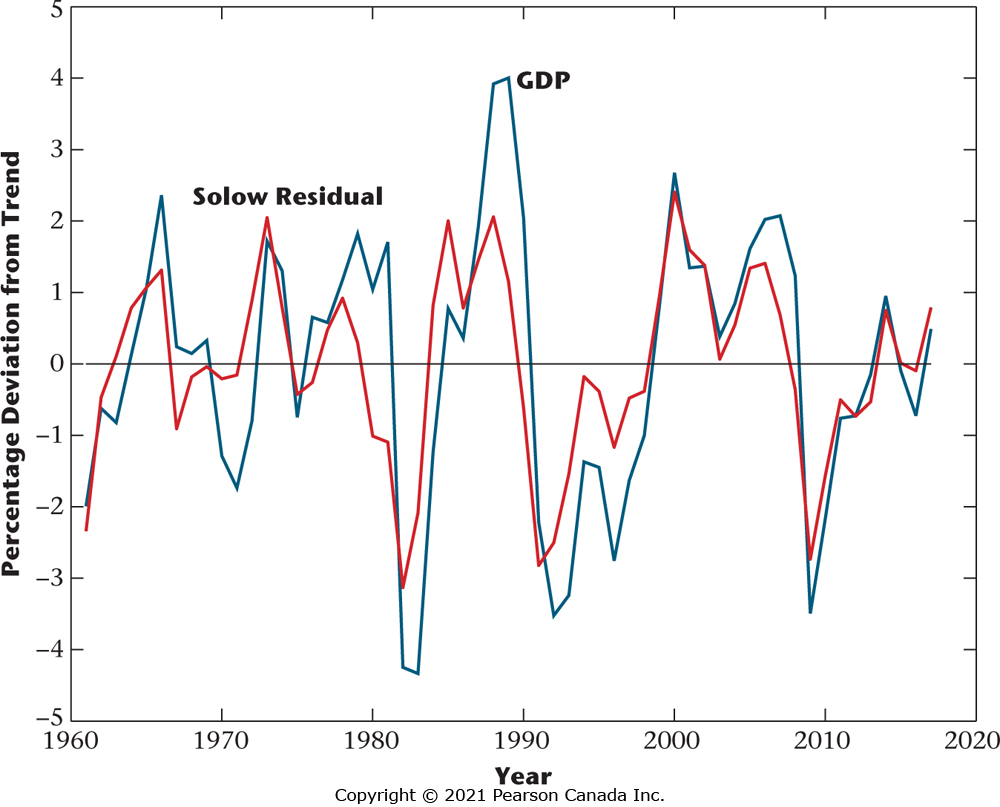 5
4
3
2
1
0
−1
−2
−3
−4
−5
Percentage Deviation from Trend
GDP
Solow Residual
1960 1970 1980 1990 2000 2010 2020
Year
Copyright © 2021 Pearson Canada Inc.